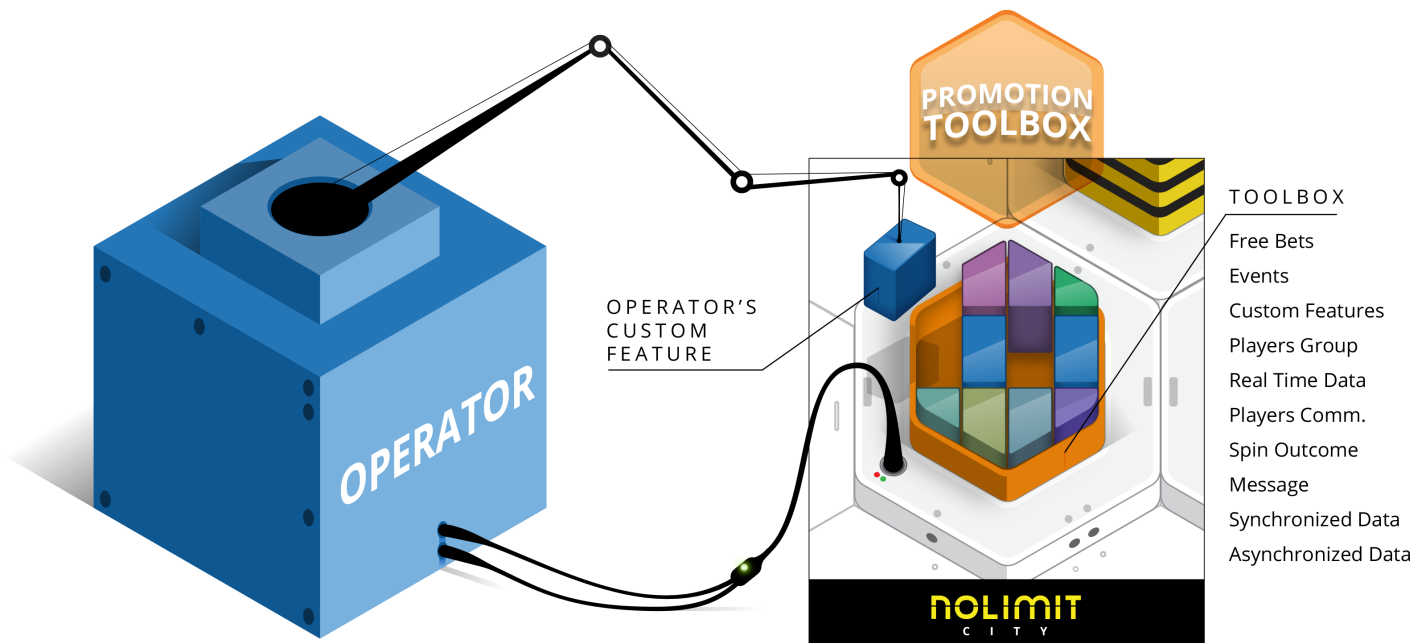 PROMOTION
TOOLBOX
TOOLBOX
Free Bets
Events
Custom Features
Players Group
Real Time Data
Players Comm.
Spin Outcome
Message
Synchronized Data
Asynchronized Data
OPERATOR'S
CUSTOM
FEATURE
OPERATOR
NOLIMIT
CITY